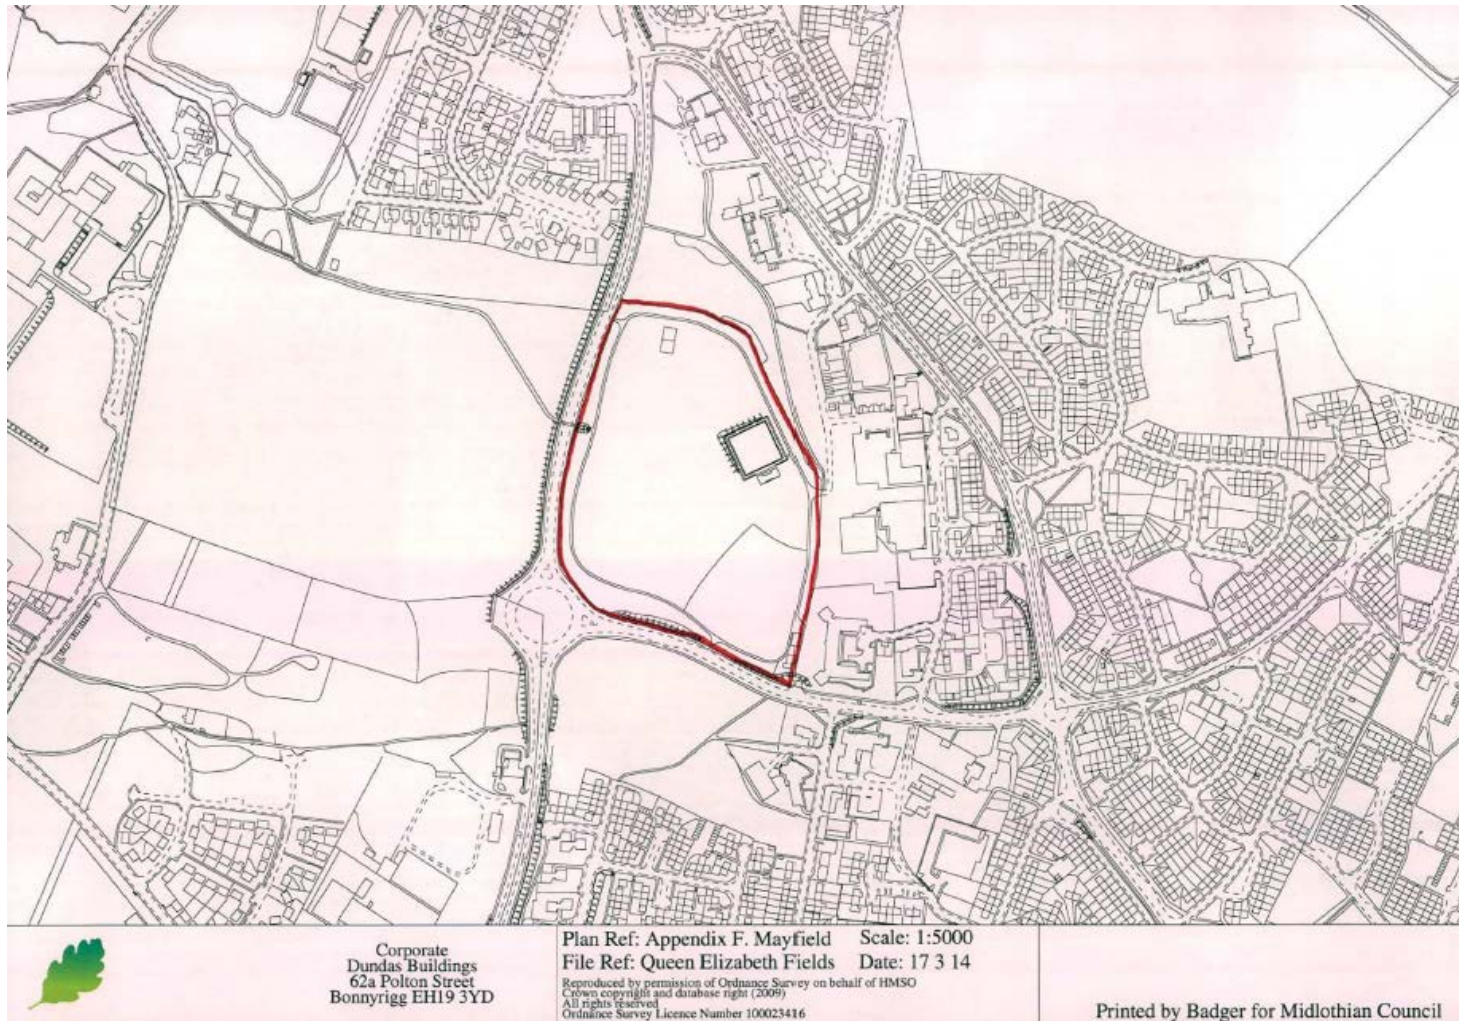 Corporate
Dundas Buildings
62a Polton Street
Bonnyrigg EH19 3YD
Plan Ref: Appendix F. Mayfield Scale: 1:5000
File Ref: Queen Elizabeth Fields Date: 17 3 14
Reproduced by permission of Ordnance Survey on behalf of HMSO
Crown copyright and database right (2009)
All rights reserved
Ordnance Survey Licence Number 100023416
Printed by Badger for Midlothian Council